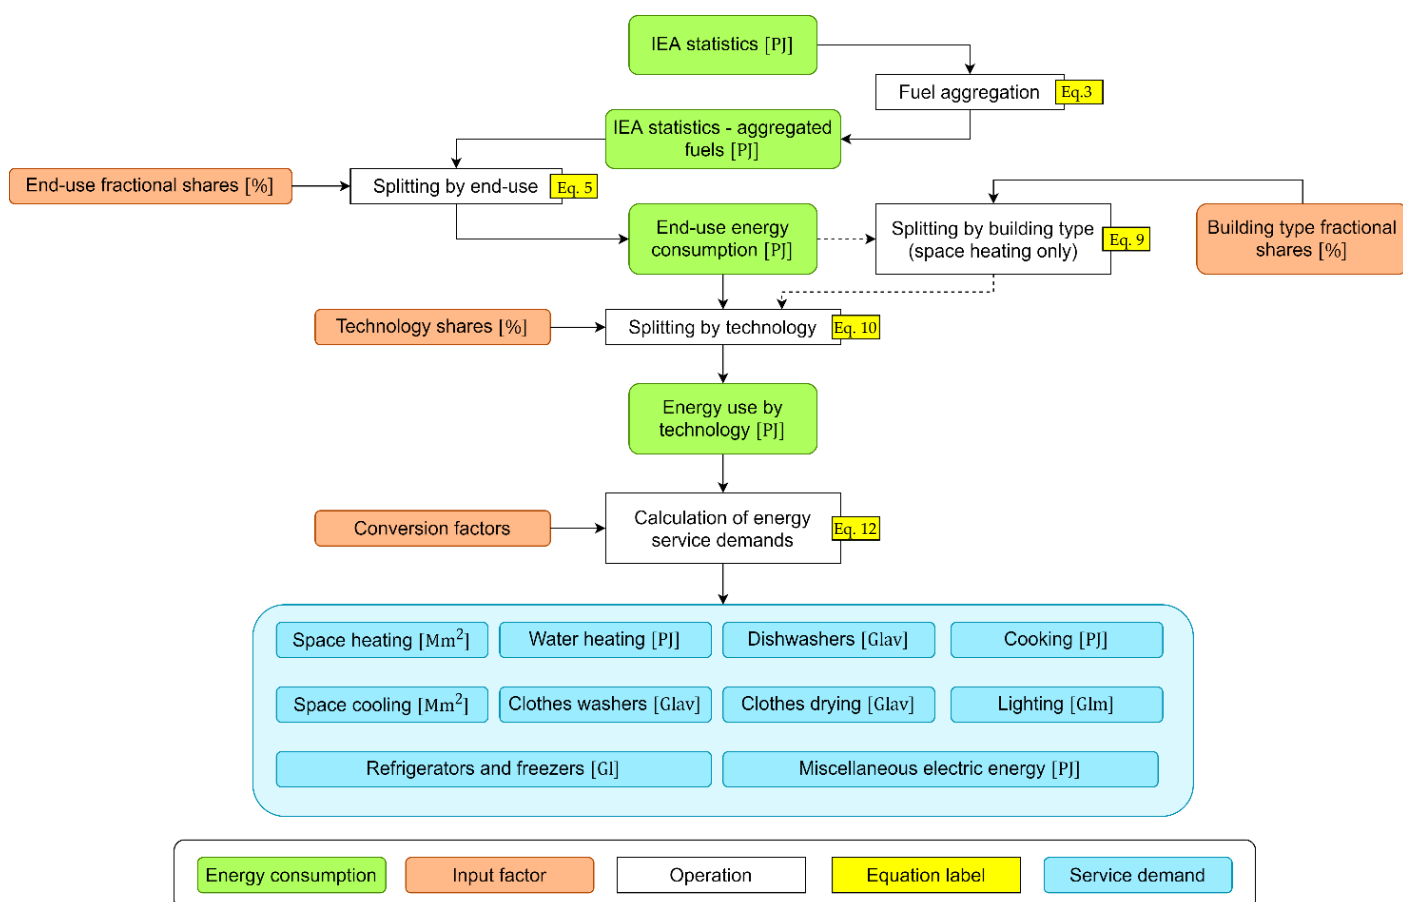 IEA statistics [PJ]
Fuel aggregation
Eq.3
IEA statistics - aggregated
fuels [PJ]
End-use fractional shares [%]
Splitting by end-use
Eq. 5
End-use energy
consumption [PJ]
Splitting by building type
(space heating only)
Eq. 9
Building type fractional
shares [%]
Technology shares [%]
Splitting by technology
Eq. 10
Energy use by
technology [PJ]
Conversion factors
Calculation of energy
service demands
Eq. 12
Space heating [Mm²]
Water heating [PJ]
Dishwashers [Glav]
Cooking [PJ]
Space cooling [Mm²]
Clothes washers [Glav]
Clothes drying [Glav]
Lighting [Glm]
Refrigerators and freezers [Gl]
Miscellaneous electric energy [PJ]
Energy consumption
Input factor
Operation
Equation label
Service demand